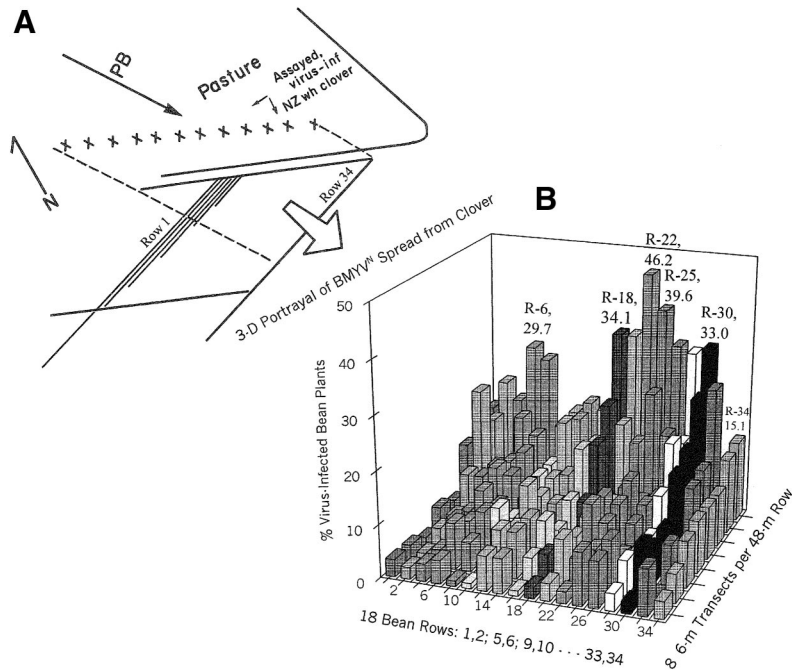 A
PB
Pasture
Assayed,
virus-inf
NZ wh clover
X X X X X X X X X X X X
N
Row 1
Row 34
B
3-D Portrayal of BMYVᴺ Spread from Clover
R-22,
46.2
R-25,
39.6
R-18,
34.1
R-30,
33.0
R-6,
29.7
R-34
15.1
% Virus-Infected Bean Plants
50
40
30
20
10
0
2 6 10 14 18 22 26 30 34
18 Bean Rows: 1,2; 5,6; 9,10 . . . 33,34
8 6-m Transects per 48-m Row